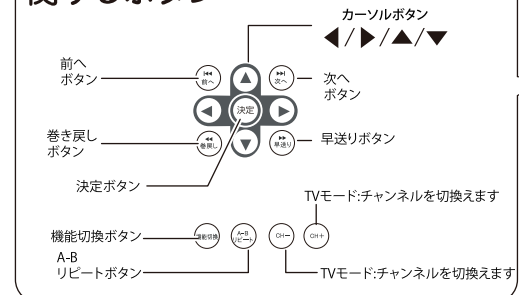 関するボタン
カーソルボタン
◀/▶/▲/▼
前へ
ボタン
次へ
ボタン
前へ
次へ
決定
巻き戻し
ボタン
巻戻し
早送り
早送りボタン
決定ボタン
TVモード:チャンネルを切換えます
機能切換ボタン
機能切換
A-B
リピート
CH−
CH+
A-B
リピートボタン
TVモード:チャンネルを切換えます